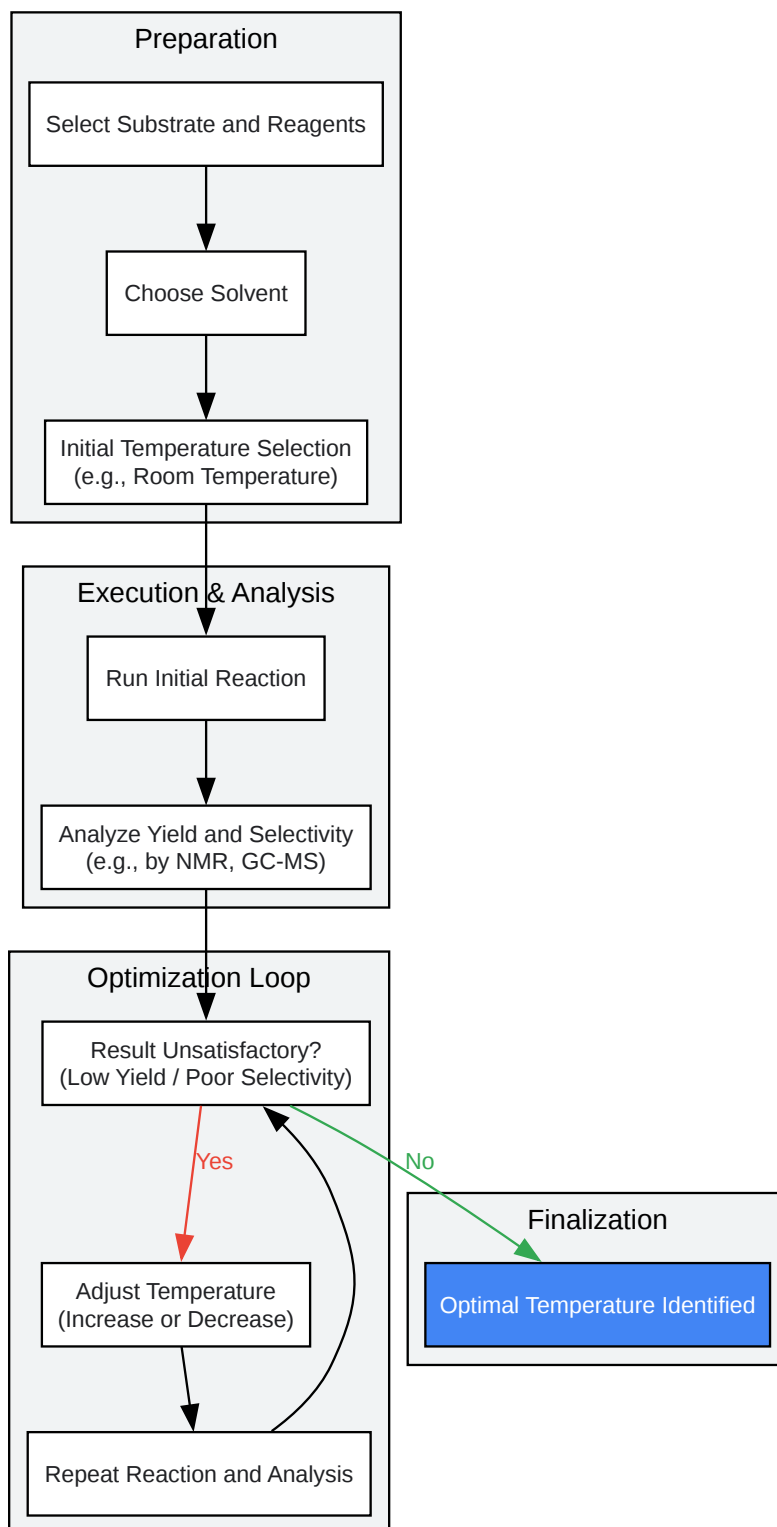 Preparation
Select Substrate and Reagents
Choose Solvent
Initial Temperature Selection
(e.g., Room Temperature)
Execution & Analysis
Run Initial Reaction
Analyze Yield and Selectivity
(e.g., by NMR, GC-MS)
Optimization Loop
Result Unsatisfactory?
(Low Yield / Poor Selectivity)
Yes
No
Finalization
Adjust Temperature
(Increase or Decrease)
Optimal Temperature Identified
Repeat Reaction and Analysis